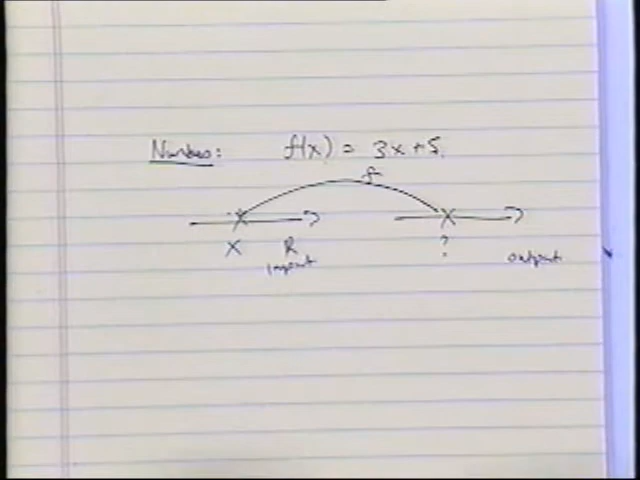 Numbers: f(x) = 3x+5.
f
X R ?
input output